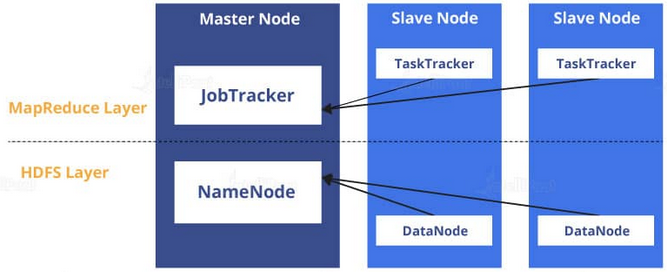 Master Node
Slave Node
Slave Node
TaskTracker
TaskTracker
JobTracker
MapReduce Layer
HDFS Layer
NameNode
DataNode
DataNode